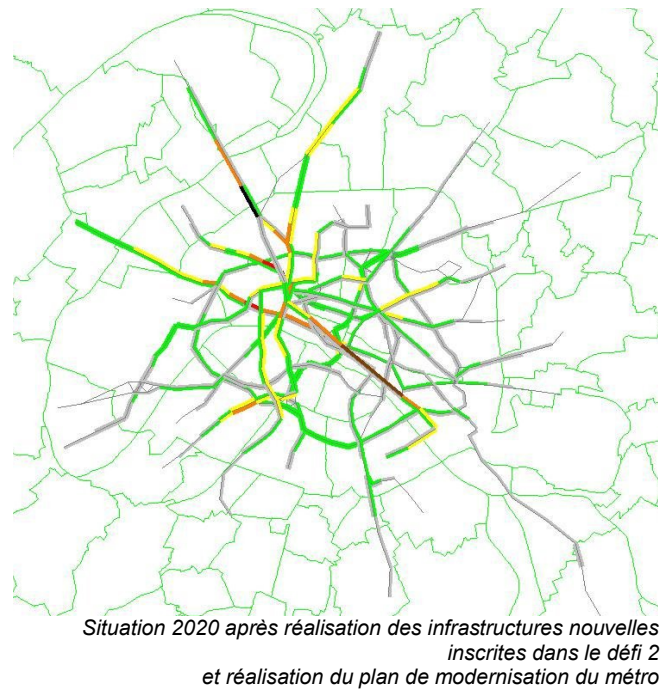 Situation 2020 après réalisation des infrastructures nouvelles
inscrites dans le défi 2
et réalisation du plan de modernisation du métro